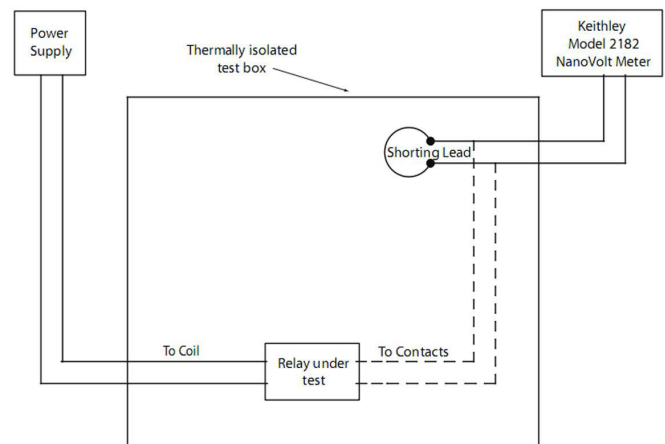 Power
Supply
Thermally isolated
test box
Keithley
Model 2182
NanoVolt Meter
Shorting Lead
To Coil
Relay under
test
To Contacts